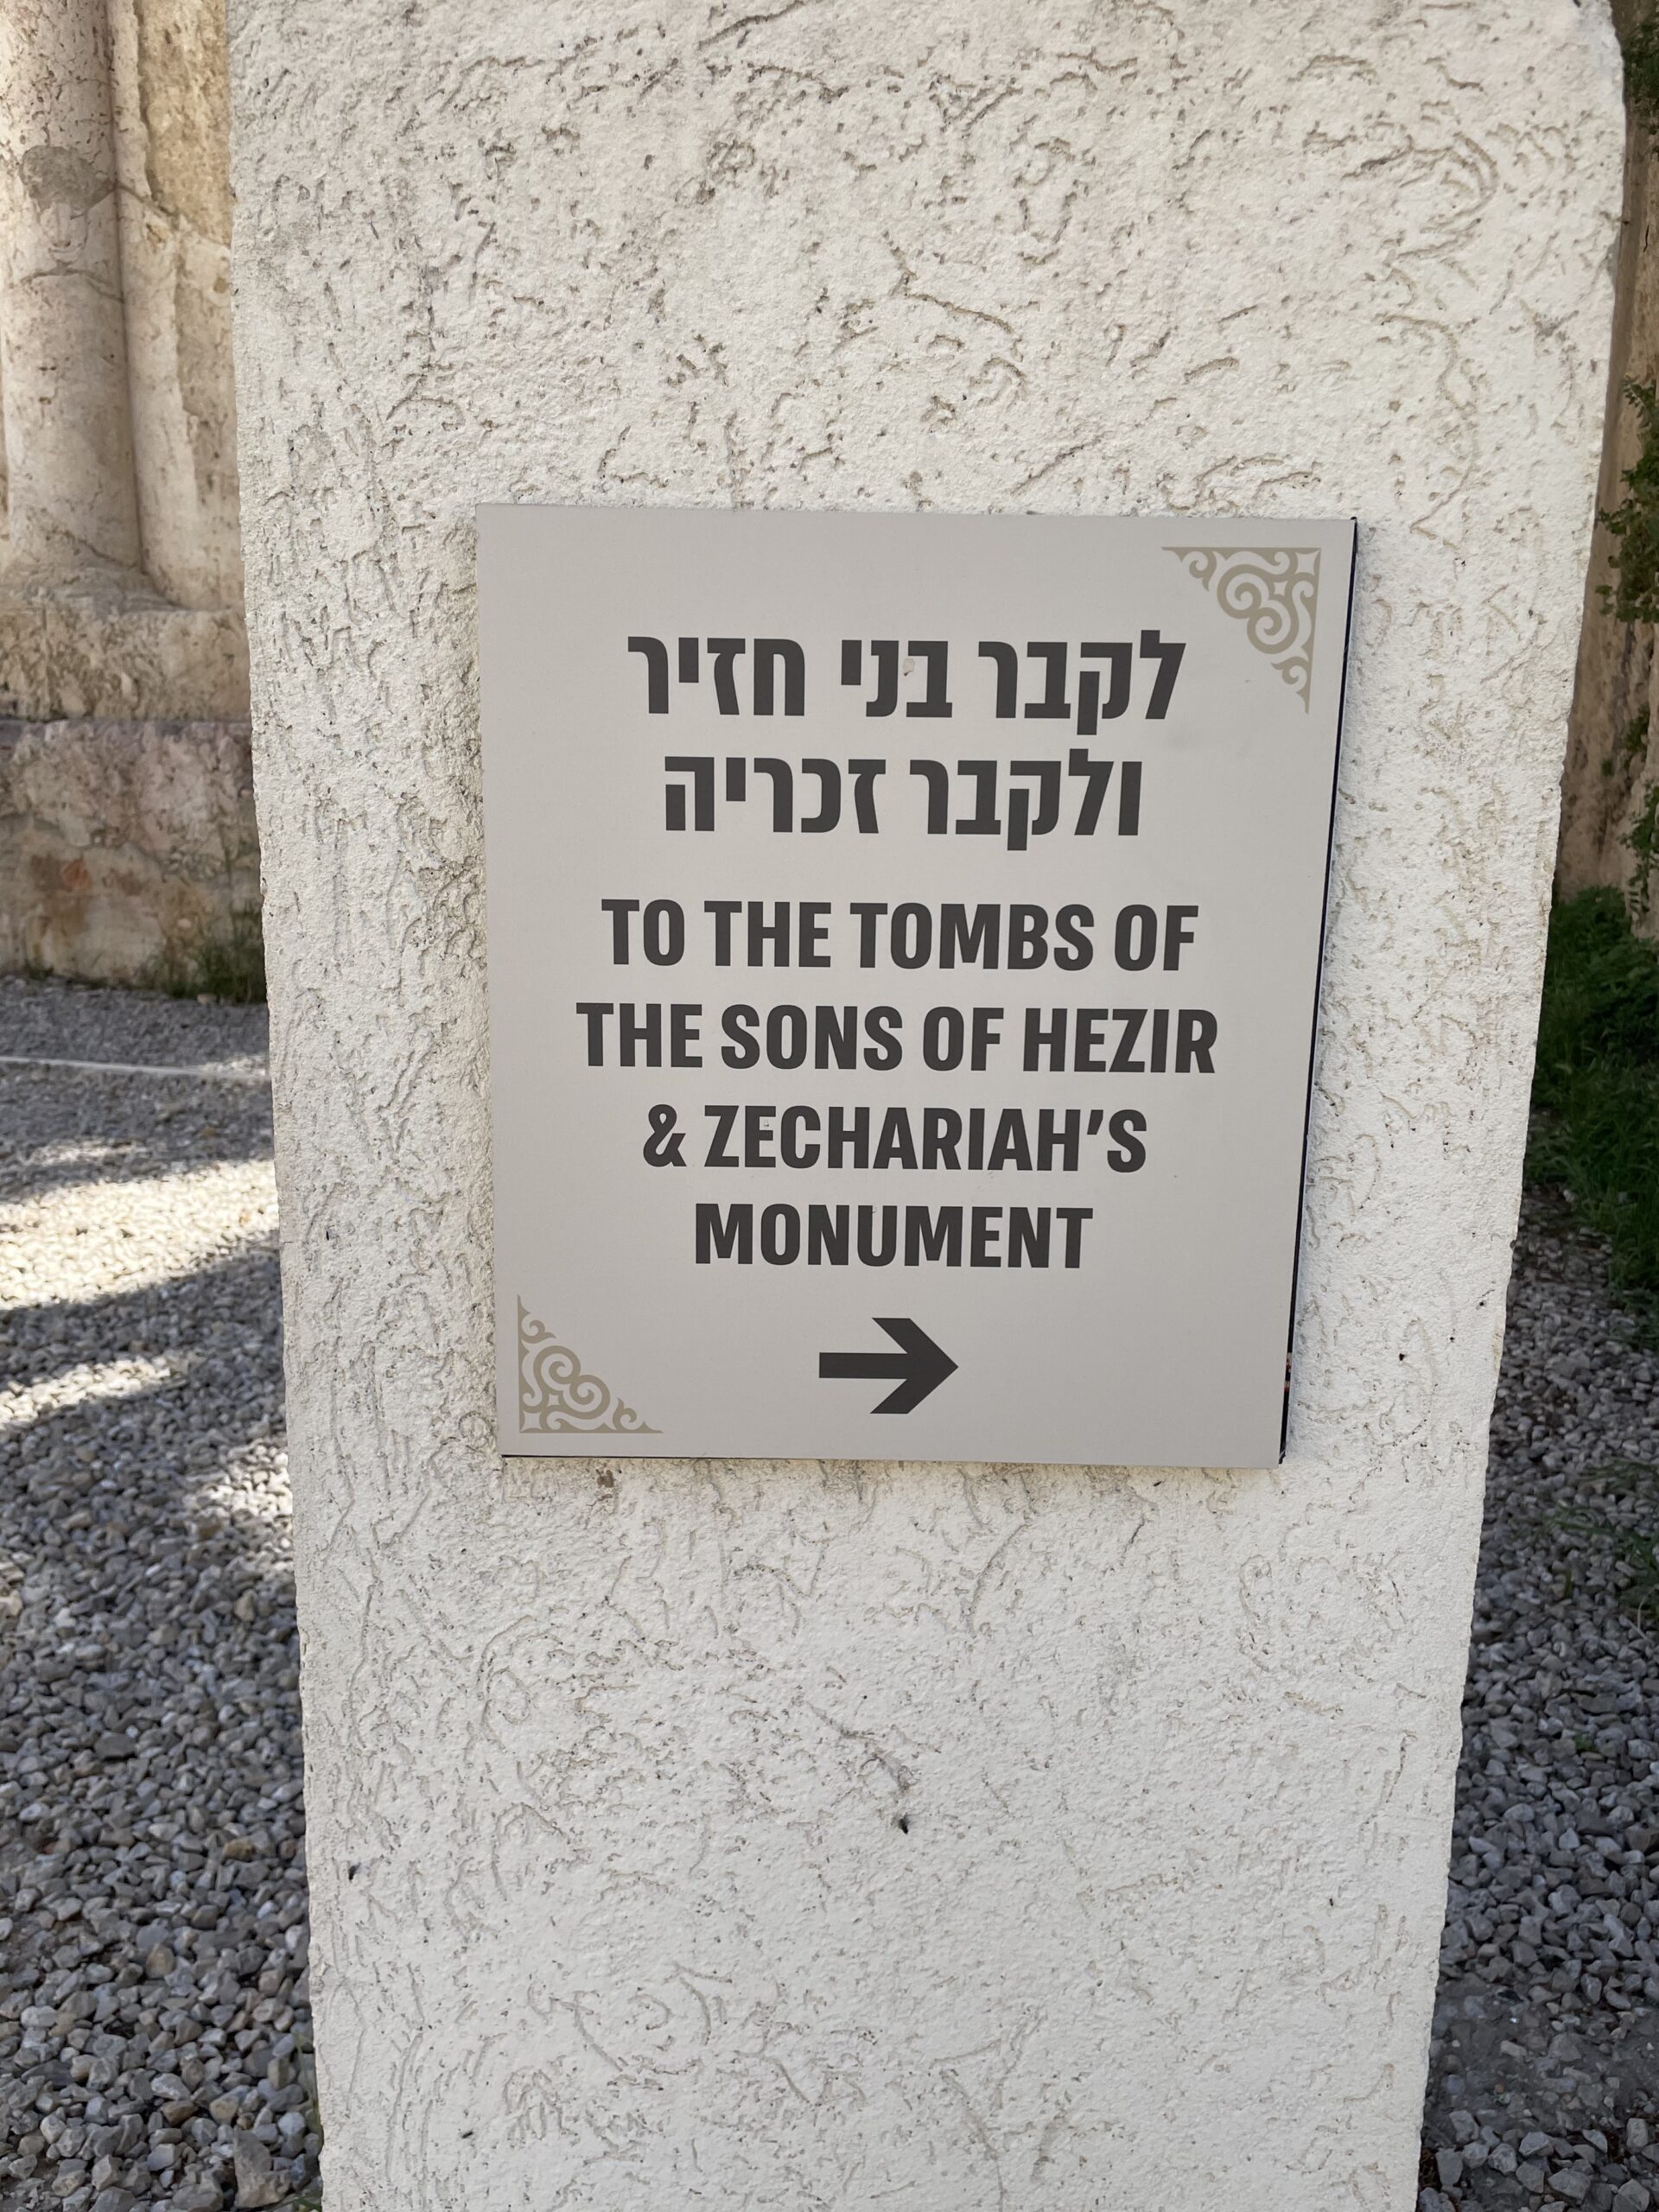 לקבר בני חזיר
ולקבר זכריה
TO THE TOMBS OF
THE SONS OF HEZIR
& ZECHARIAH'S
MONUMENT